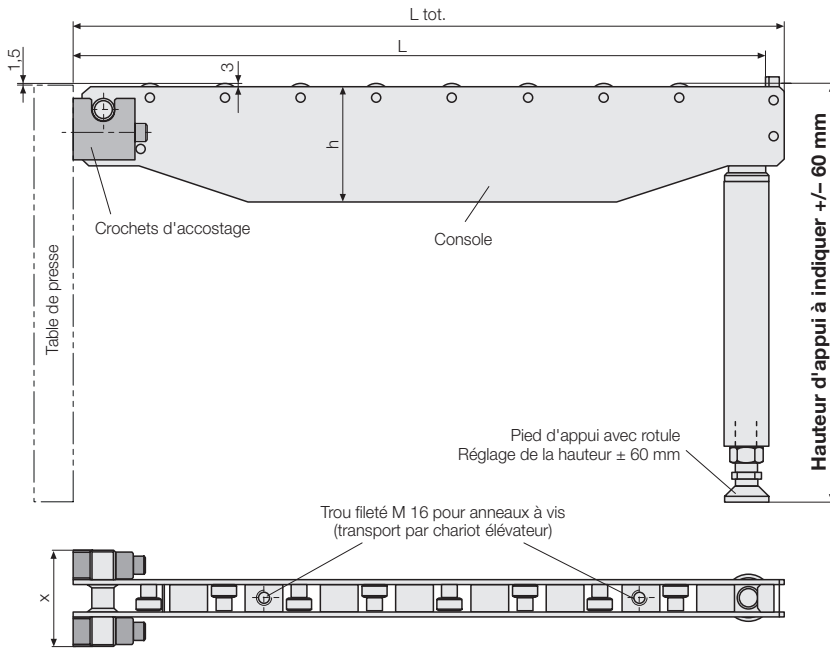 L tot.
L
1,5
3
h
Crochets d'accostage
Console
Table de presse
Hauteur d'appui à indiquer +/– 60 mm
Pied d'appui avec rotule
Réglage de la hauteur ± 60 mm
Trou fileté M 16 pour anneaux à vis
(transport par chariot élévateur)
x